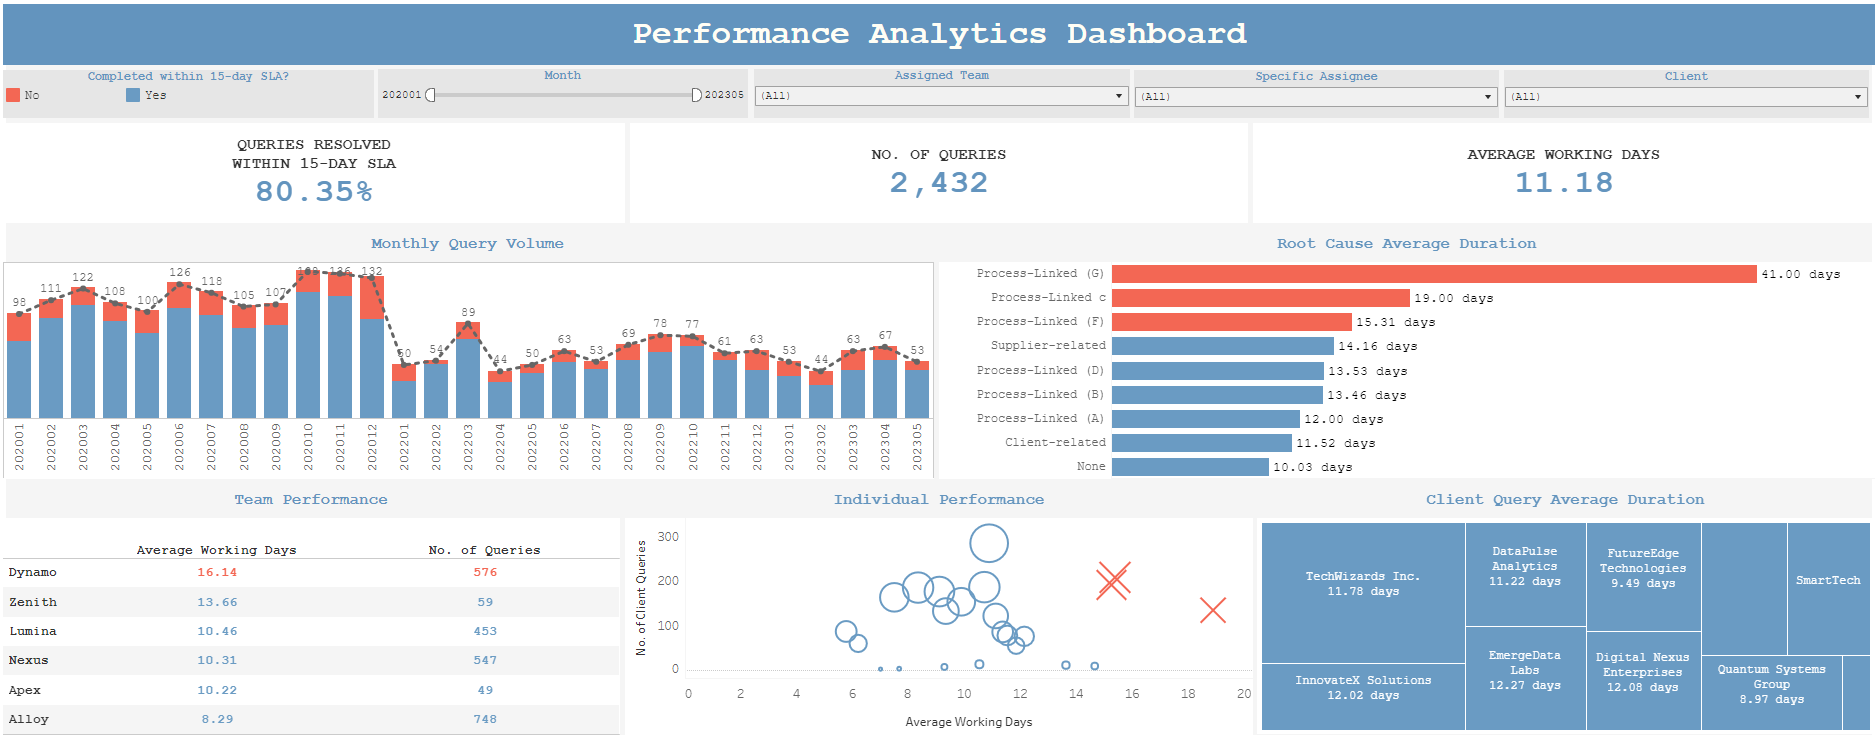 Performance Analytics Dashboard
Completed within 15-day SLA?
No
Yes
Month
202001
202305
Assigned Team
(All)
Specific Assignee
(All)
Client
(All)
QUERIES RESOLVED
WITHIN 15-DAY SLA
80.35%
NO. OF QUERIES
2,432
AVERAGE WORKING DAYS
11.18
Monthly Query Volume
98
111
122
108
100
126
118
105
107
136
132
50
54
89
44
50
63
53
69
78
77
61
63
53
44
63
67
53
202001
202002
202003
202004
202005
202006
202007
202008
202009
202010
202011
202012
202201
202202
202203
202204
202205
202206
202207
202208
202209
202210
202211
202212
202301
202302
202303
202304
202305
Root Cause Average Duration
Process-Linked (G) 41.00 days
Process-Linked c 19.00 days
Process-Linked (F) 15.31 days
Supplier-related 14.16 days
Process-Linked (D) 13.53 days
Process-Linked (B) 13.46 days
Process-Linked (A) 12.00 days
Client-related 11.52 days
None 10.03 days
Team Performance
Average Working Days No. of Queries
Dynamo 16.14 576
Zenith 13.66 59
Lumina 10.46 453
Nexus 10.31 547
Apex 10.22 49
Alloy 8.29 748
Individual Performance
No. of Client Queries
300
200
100
0
0 2 4 6 8 10 12 14 16 18 20
Average Working Days
Client Query Average Duration
TechWizards Inc.
11.78 days
InnovateX Solutions
12.02 days
DataPulse
Analytics
11.22 days
EmergeData
Labs
12.27 days
FutureEdge
Technologies
9.49 days
Digital Nexus
Enterprises
12.08 days
SmartTech
Quantum Systems
Group
8.97 days